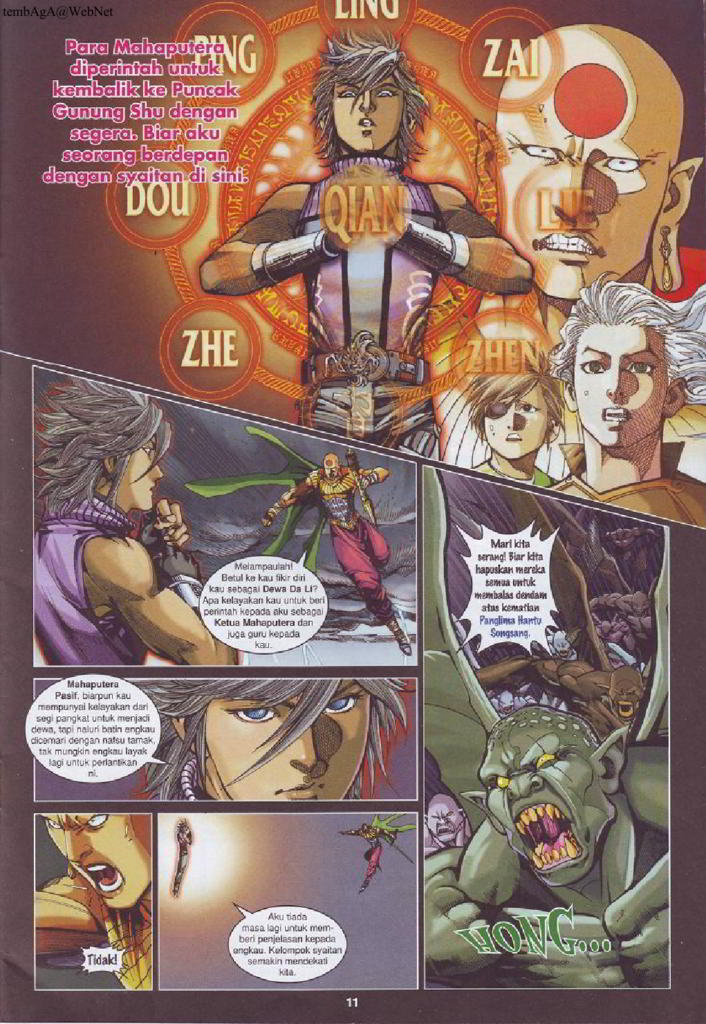 tembAgA@WebNet
LING
PING
ZAI
Para Mahaputera
diperintah untuk
kembalik ke Puncak
Gunung Shu dengan
segera. Biar aku
seorang berdepan
dengan syaitan di sini.
DOU
QIAN
LIE
ZHE
ZHEN
Melampaulah!
Betul ke kau fikir diri
kau sebagai Dewa Da Li?
Apa kelayakan kau untuk beri
perintah kepada aku sebagai
Ketua Mahaputera dan
juga guru kepada
kau.
Mahaputera
Pasif, biarpun kau
mempunyai kelayakan dari
segi pangkat untuk menjadi
dewa, tapi naluri batin engkau
dicemari dengan nafsu tamak,
tak mungkin engkau layak
lagi untuk perlantikan
ni.
Tidak!
Aku tiada
masa lagi untuk mem-
beri penjelasan kepada
engkau. Kelompok syaitan
semakin mendekati
kita.
Mari kita
serang! Biar kita
hapuskan mereka
semua untuk
membalas dendam
atas kematian
Panglima Hantu
Songsang.
HONG...
11